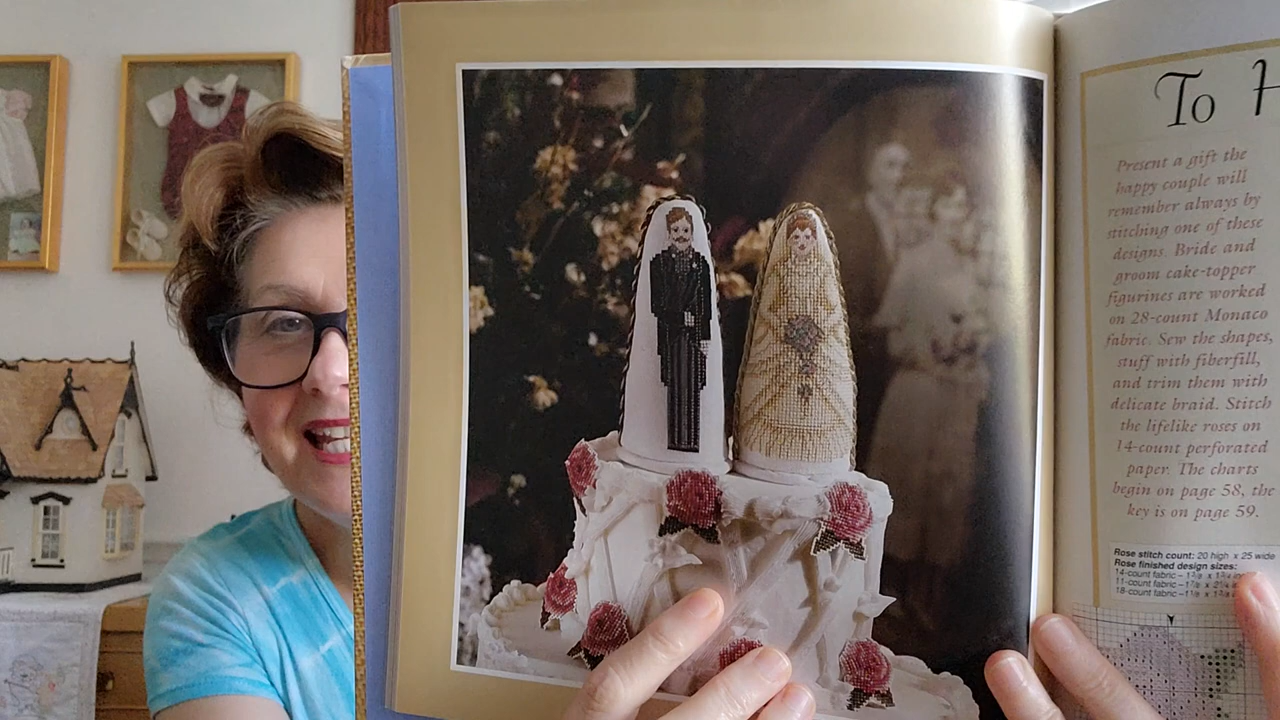 To H
Present a gift the
happy couple will
remember always by
stitching one of these
designs. Bride and
groom cake-topper
figurines are worked
on 28-count Monaco
fabric. Sew the shapes,
stuff with fiberfill,
and trim them with
delicate braid. Stitch
the lifelike roses on
14-count perforated
paper. The charts
begin on page 58, the
key is on page 59.
Rose stitch count: 20 high x 25 wide
Rose finished design sizes:
14-count fabric –
11-count fabric –
18-count fabric –